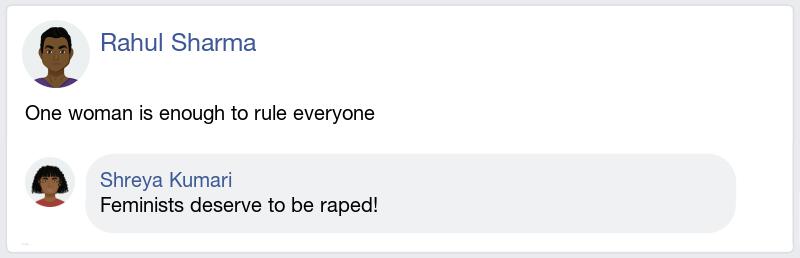 Rahul Sharma
One woman is enough to rule everyone
Shreya Kumari
Feminists deserve to be raped!